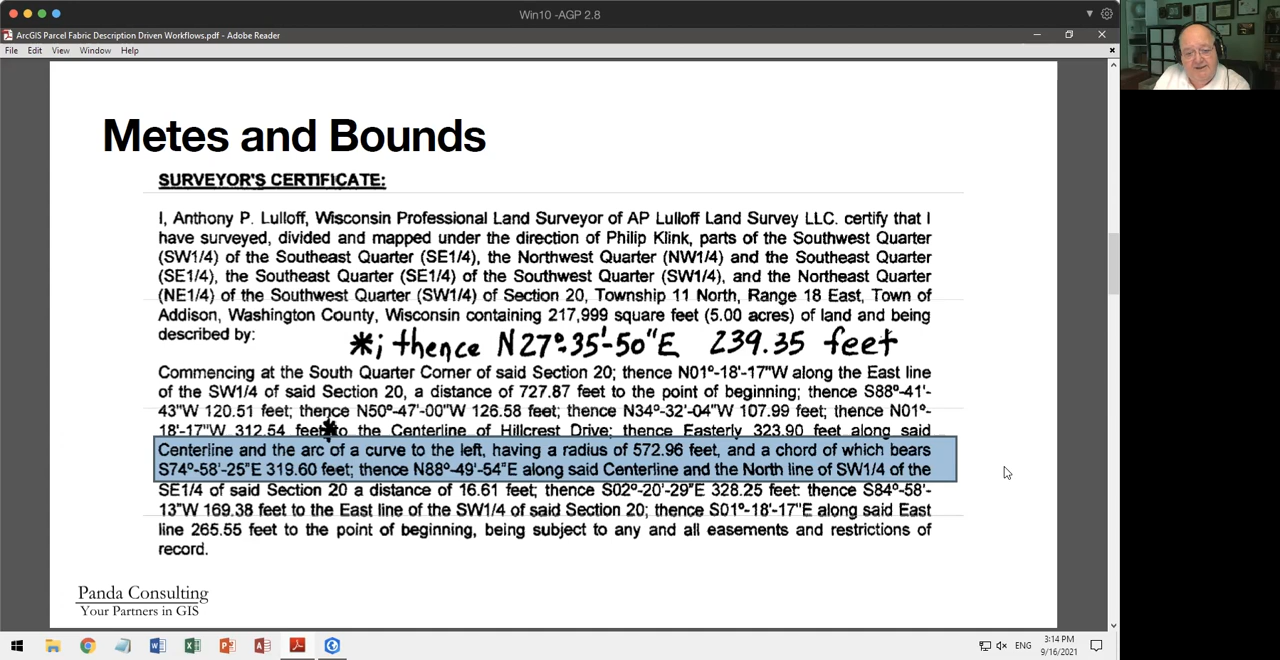 Win10 -AGP 2.8
ArcGIS Parcel Fabric Description Driven Workflows.pdf - Adobe Reader
File Edit View Window Help
Metes and Bounds
SURVEYOR'S CERTIFICATE:
I, Anthony P. Lulloff, Wisconsin Professional Land Surveyor of AP Lulloff Land Survey LLC. certify that I
have surveyed, divided and mapped under the direction of Philip Klink, parts of the Southwest Quarter
(SW1/4) of the Southeast Quarter (SE1/4), the Northwest Quarter (NW1/4) and the Southeast Quarter
(SE1/4), the Southeast Quarter (SE1/4) of the Southwest Quarter (SW1/4), and the Northeast Quarter
(NE1/4) of the Southwest Quarter (SW1/4) of Section 20, Township 11 North, Range 18 East, Town of
Addison, Washington County, Wisconsin containing 217,999 square feet (5.00 acres) of land and being
described by:
*; thence N27°-35'-50"E 239.35 feet
Commencing at the South Quarter Corner of said Section 20; thence N01º-18'-17"W along the East line
of the SW1/4 of said Section 20, a distance of 727.87 feet to the point of beginning; thence S88º-41'-
43"W 120.51 feet; thence N50º-47'-00"W 126.58 feet; thence N34º-32'-04"W 107.99 feet; thence N01º-
18'-17"W 312.54 feet * to the Centerline of Hillcrest Drive; thence Easterly 323.90 feet along said
Centerline and the arc of a curve to the left, having a radius of 572.96 feet, and a chord of which bears
S74º-58'-25"E 319.60 feet; thence N88º-49'-54"E along said Centerline and the North line of SW1/4 of the
SE1/4 of said Section 20 a distance of 16.61 feet; thence S02º-20'-29"E 328.25 feet: thence S84º-58'-
13"W 169.38 feet to the East line of the SW1/4 of said Section 20; thence S01º-18'-17"E along said East
line 265.55 feet to the point of beginning, being subject to any and all easements and restrictions of
record.
Panda Consulting
Your Partners in GIS
ENG
3:14 PM
9/16/2021